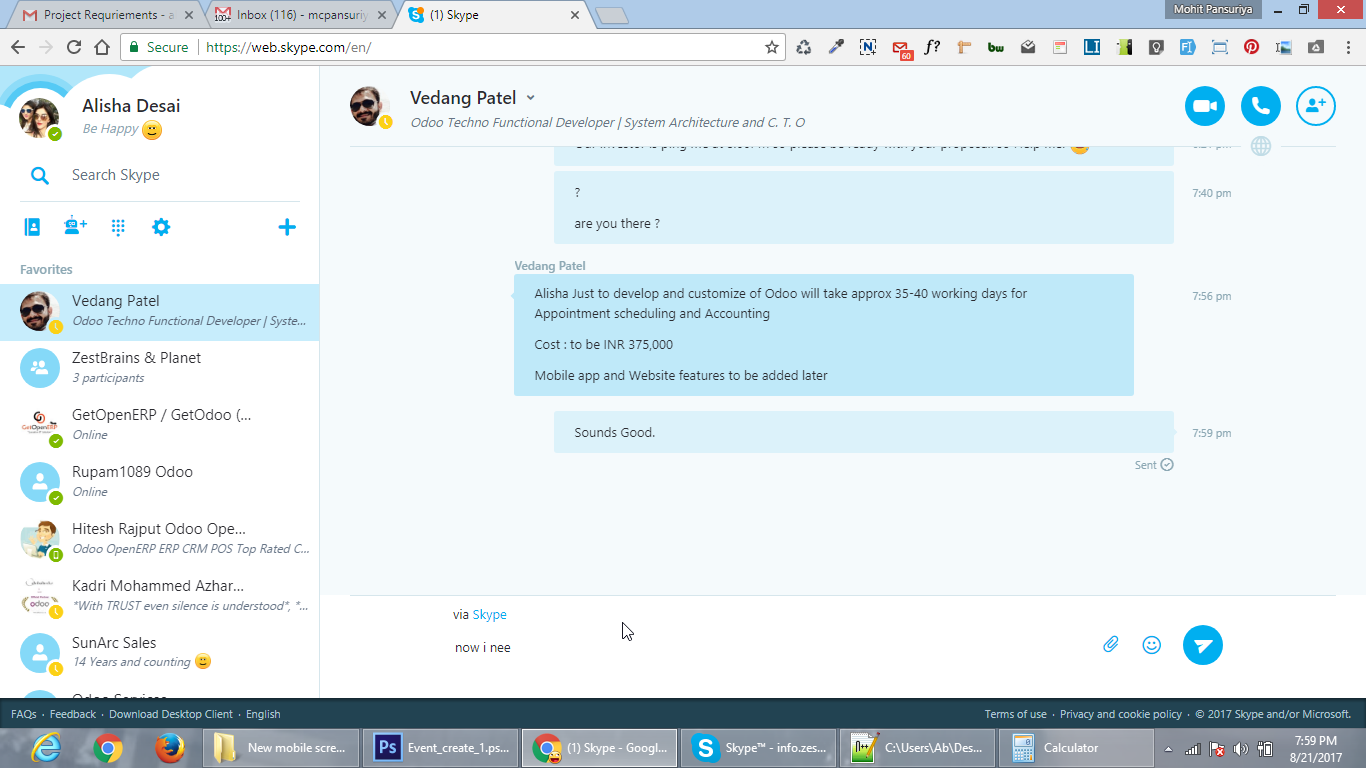 Project Requriements - a
Inbox (116) - mcpansuriy
(1) Skype
Mohit Pansuriya
Secure
https://web.skype.com/en/
f?
bw
60
Alisha Desai
Be Happy
Search Skype
Favorites
Vedang Patel
Odoo Techno Functional Developer | Syste...
ZestBrains & Planet
3 participants
GetOpenERP / GetOdoo (...
Online
Rupam1089 Odoo
Online
Hitesh Rajput Odoo Ope...
Odoo OpenERP ERP CRM POS Top Rated C...
Kadri Mohammed Azhar...
*With TRUST even silence is understood*, *...
SunArc Sales
14 Years and counting
Odoo Services
Vedang Patel
Odoo Techno Functional Developer | System Architecture and C. T. O
?
7:40 pm
are you there ?
Vedang Patel
Alisha Just to develop and customize of Odoo will take approx 35-40 working days for
Appointment scheduling and Accounting
7:56 pm
Cost : to be INR 375,000
Mobile app and Website features to be added later
Sounds Good.
7:59 pm
Sent
via Skype
now i nee
FAQs · Feedback · Download Desktop Client · English
Terms of use · Privacy and cookie policy · © 2017 Skype and/or Microsoft.
New mobile scre...
Event_create_1.ps...
(1) Skype - Googl...
Skype™ - info.zes...
C:\Users\Ab\Des...
Calculator
7:59 PM
8/21/2017